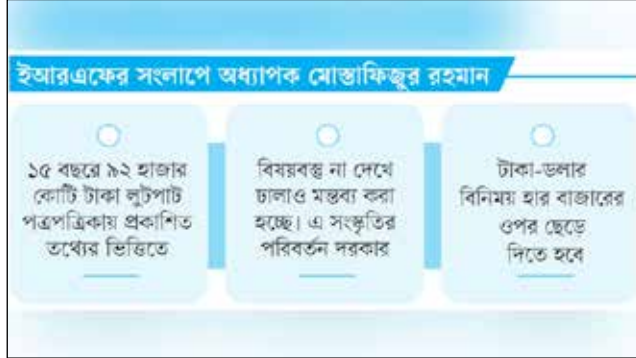 ইআরএফের সংলাপে অধ্যাপক মোস্তাফিজুর রহমান
১৫ বছরে ৯২ হাজার
কোটি টাকা লুটপাট
পত্রপত্রিকায় প্রকাশিত
তথ্যের ভিত্তিতে
বিষয়বস্তু না দেখে
ঢালাও মন্তব্য করা
হচ্ছে। এ সংস্কৃতির
পরিবর্তন দরকার
টাকা-ডলার
বিনিময় হার বাজারের
ওপর ছেড়ে
দিতে হবে